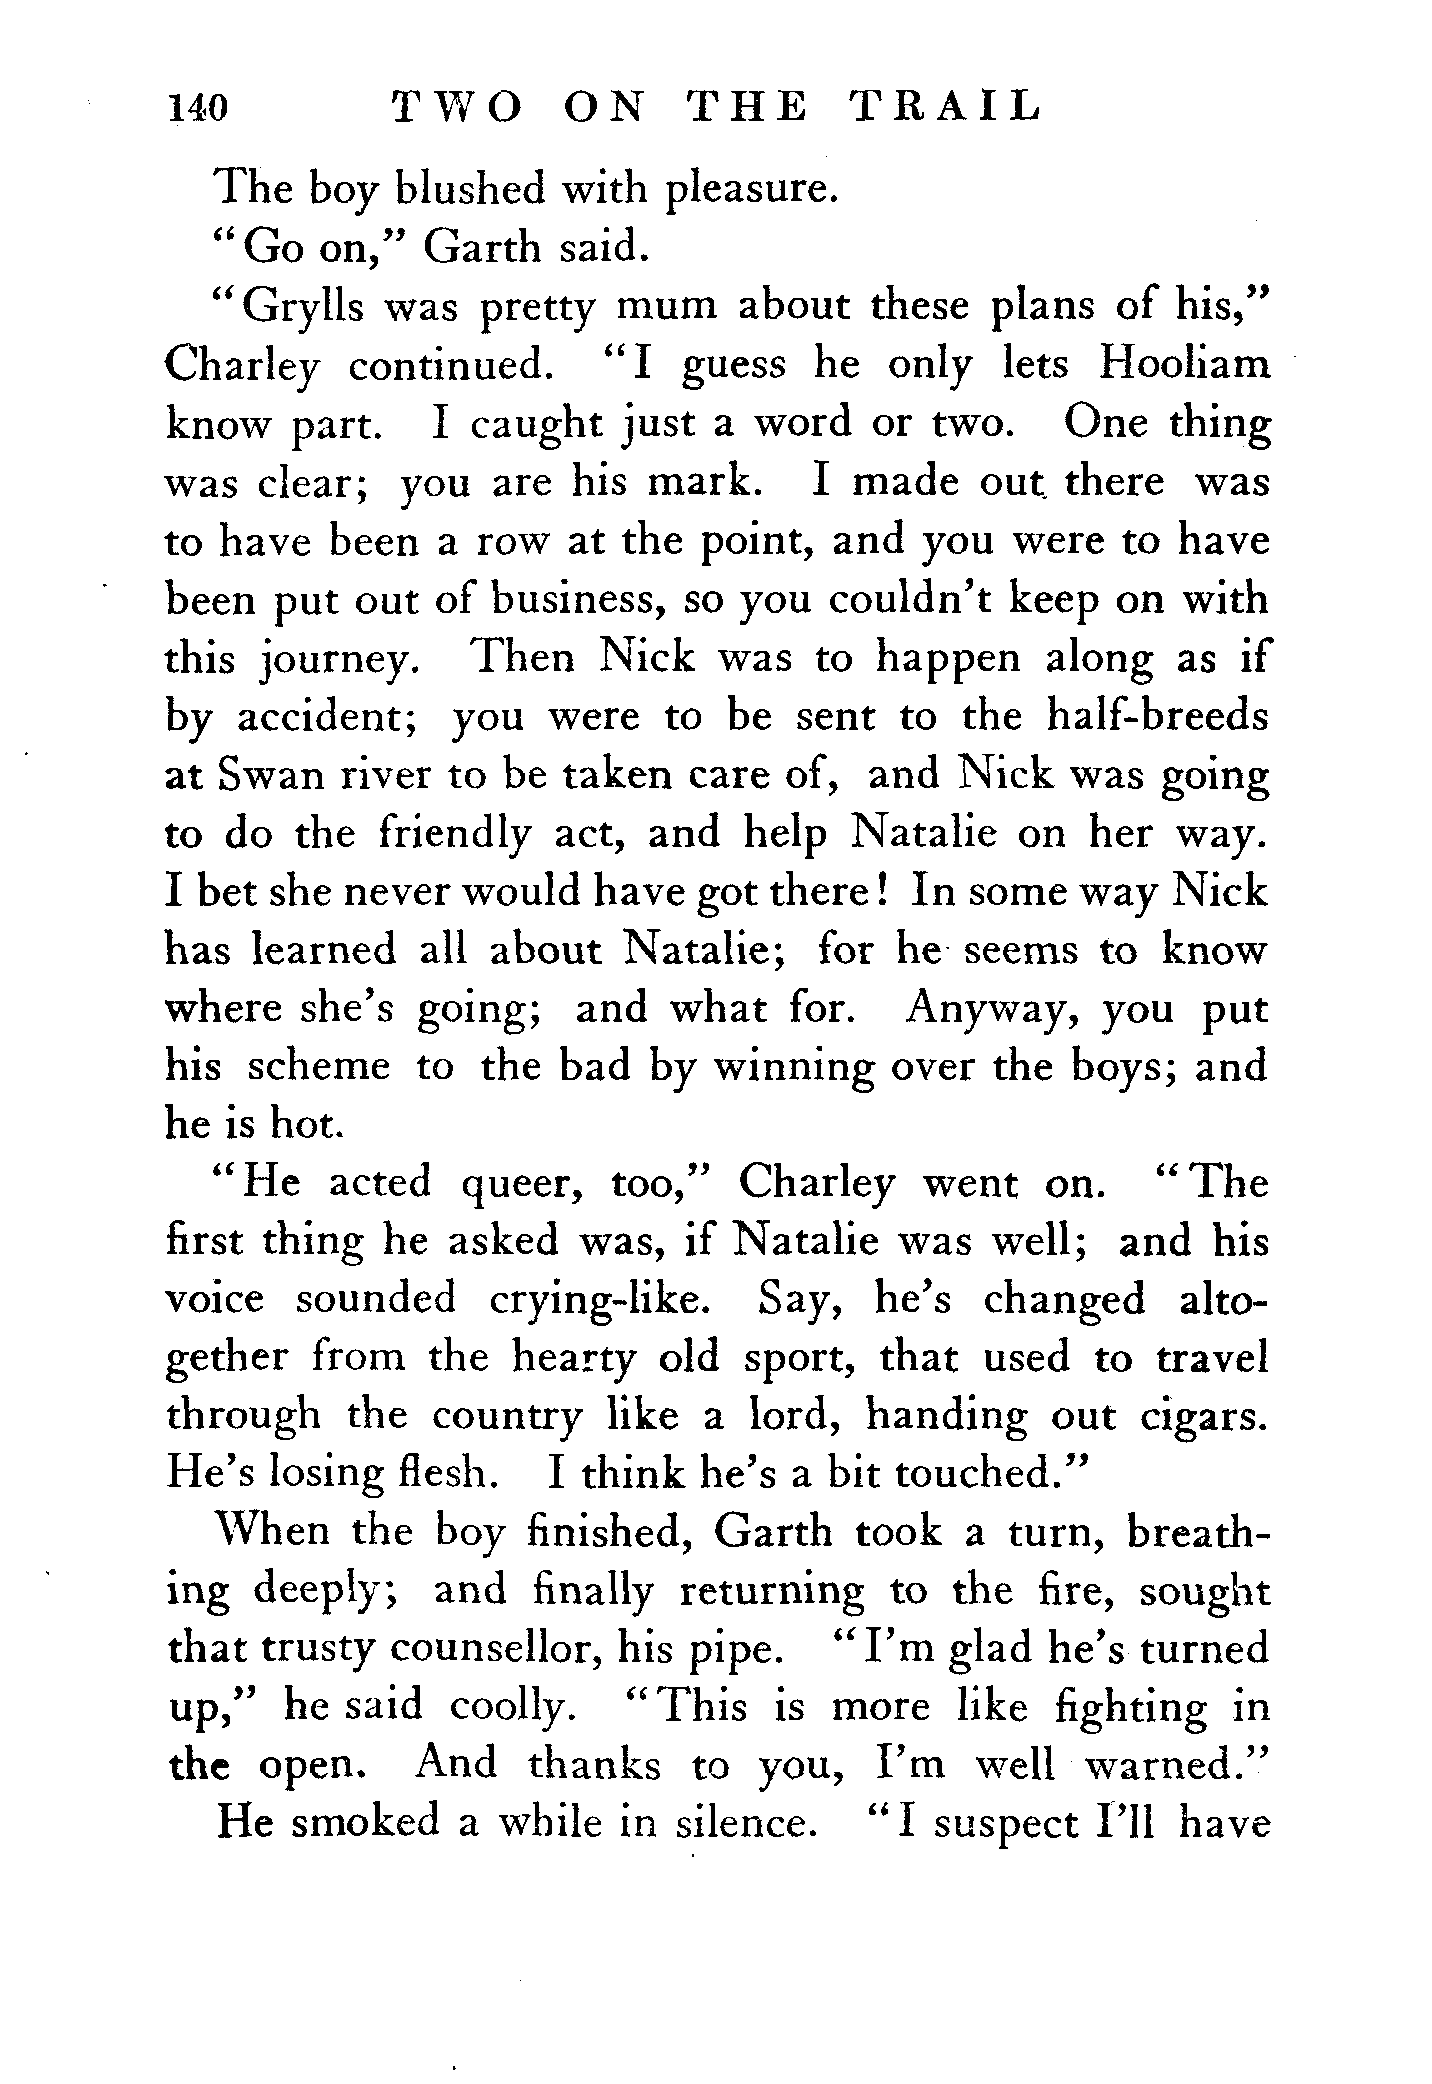 140 TWO ON THE TRAIL
The boy blushed with pleasure.
“Go on,” Garth said.
“Grylls was pretty mum about these plans of his,”
Charley continued. “I guess he only lets Hooliam
know part. I caught just a word or two. One thing
was clear; you are his mark. I made out there was
to have been a row at the point, and you were to have
been put out of business, so you couldn’t keep on with
this journey. Then Nick was to happen along as if
by accident; you were to be sent to the half-breeds
at Swan river to be taken care of, and Nick was going
to do the friendly act, and help Natalie on her way.
I bet she never would have got there! In some way Nick
has learned all about Natalie; for he seems to know
where she’s going; and what for. Anyway, you put
his scheme to the bad by winning over the boys; and
he is hot.
“He acted queer, too,” Charley went on. “The
first thing he asked was, if Natalie was well; and his
voice sounded crying-like. Say, he’s changed alto-
gether from the hearty old sport, that used to travel
through the country like a lord, handing out cigars.
He’s losing flesh. I think he’s a bit touched.”
When the boy finished, Garth took a turn, breath-
ing deeply; and finally returning to the fire, sought
that trusty counsellor, his pipe. “I’m glad he’s turned
up,” he said coolly. “This is more like fighting in
the open. And thanks to you, I’m well warned.”
He smoked a while in silence. “I suspect I’ll have